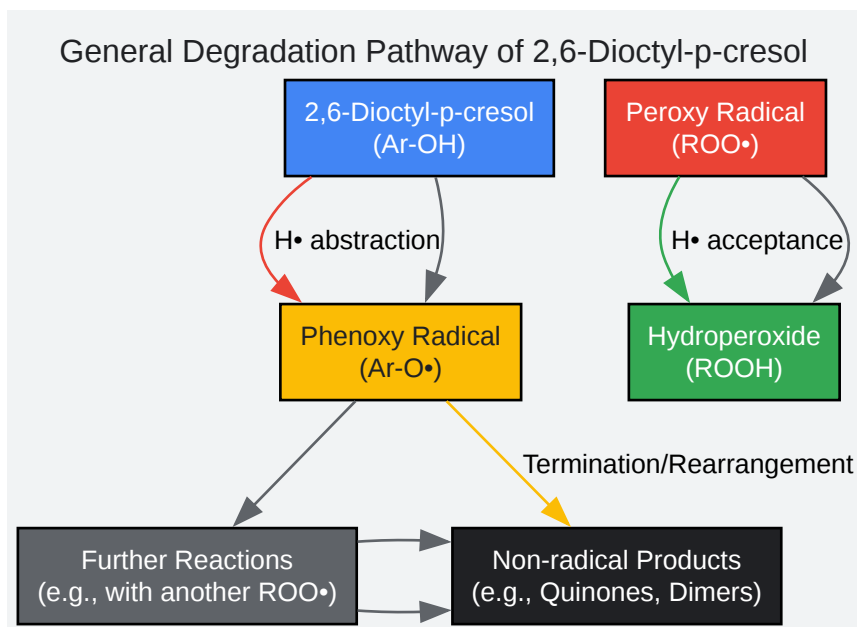 General Degradation Pathway of 2,6-Dioctyl-p-cresol
2,6-Dioctyl-p-cresol
(Ar-OH)
Peroxy Radical
(ROO•)
H• abstraction
H• acceptance
Phenoxy Radical
(Ar-O•)
Hydroperoxide
(ROOH)
Termination/Rearrangement
Further Reactions
(e.g., with another ROO•)
Non-radical Products
(e.g., Quinones, Dimers)